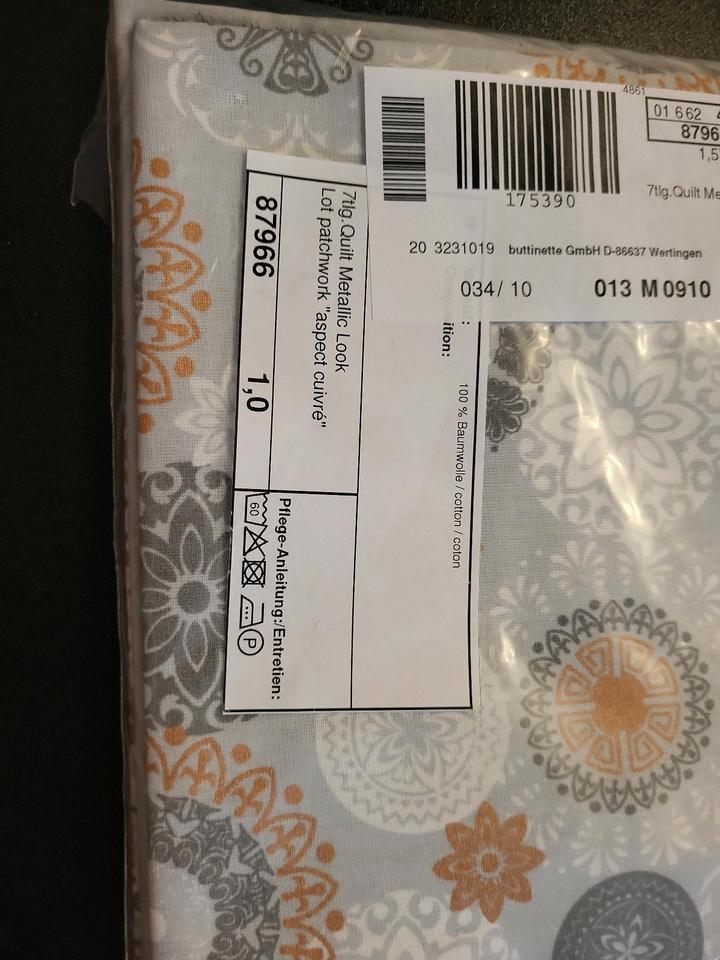 4861
01 662 4
8796
1,5
175390
7tlg.Quilt Me
20 3231019 buttinette GmbH D-86637 Wertingen
034/ 10 013 M 0910
ition:
100 % Baumwolle / cotton / coton
7tlg.Quilt Metallic Look
Lot patchwork "aspect cuivré"
87966 1,0
Pflege-Anleitung:/Entretien:
60
P